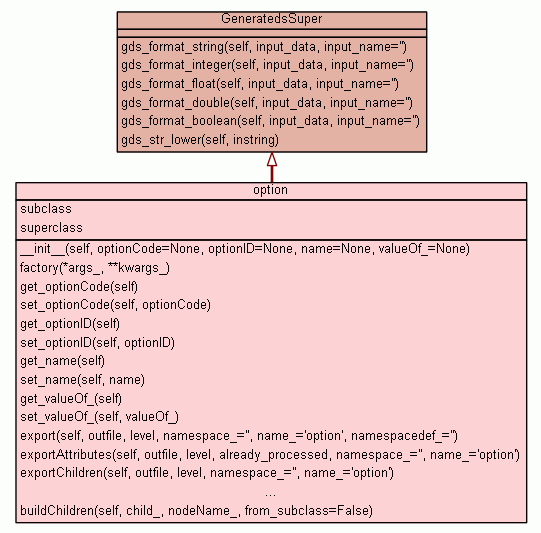 GeneratedsSuper
gds_format_string(self, input_data, input_name='')
gds_format_integer(self, input_data, input_name='')
gds_format_float(self, input_data, input_name='')
gds_format_double(self, input_data, input_name='')
gds_format_boolean(self, input_data, input_name='')
gds_str_lower(self, instring)
option
subclass
superclass
__init__(self, optionCode=None, optionID=None, name=None, valueOf_=None)
factory(*args_, **kwargs_)
get_optionCode(self)
set_optionCode(self, optionCode)
get_optionID(self)
set_optionID(self, optionID)
get_name(self)
set_name(self, name)
get_valueOf_(self)
set_valueOf_(self, valueOf_)
export(self, outfile, level, namespace_='', name_='option', namespacedef_='')
exportAttributes(self, outfile, level, already_processed, namespace_='', name_='option')
exportChildren(self, outfile, level, namespace_='', name_='option')
...
buildChildren(self, child_, nodeName_, from_subclass=False)